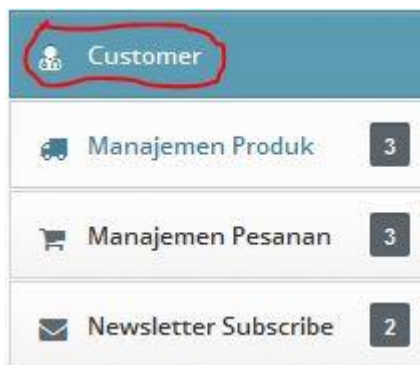 Customer
Manajemen Produk 3
Manajemen Pesanan 3
Newsletter Subscribe 2